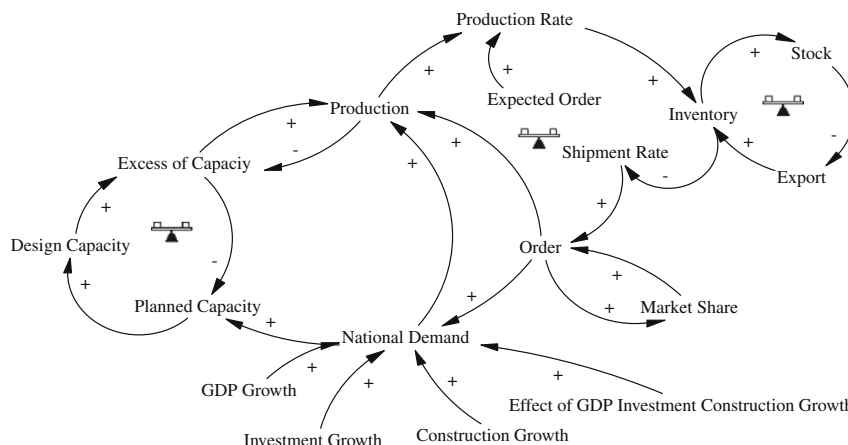 Production Rate
+
Stock
+
+
+
Expected Order
+
Production
Inventory
+
+
-
+
-
Excess of Capaciy
Shipment Rate
+
-
Export
+
+
Design Capacity
Order
-
+
+
Planned Capacity
+
+
Market Share
+
National Demand
GDP Growth
+
+
+
+
Effect of GDP Investment Construction Growth
Investment Growth
Construction Growth